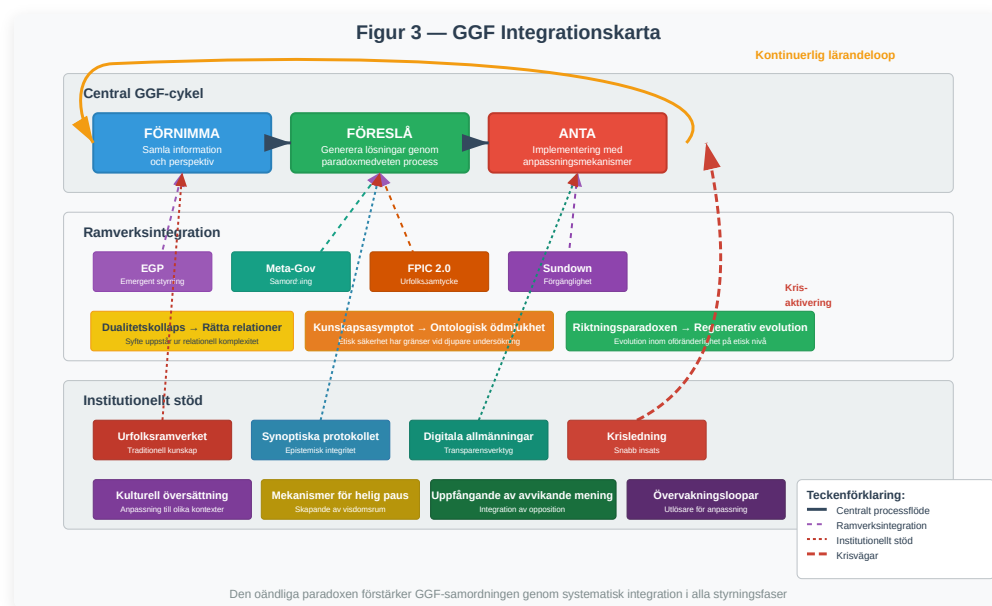 Figur 3 — GGF Integrationskarta
Kontinuerlig lärandeloop
Central GGF-cykel
FÖRNIMMA
Samla information
och perspektiv
FÖRESLÅ
Generera lösningar genom
paradoxmedveten process
ANTA
Implementering med
anpassningsmekanismer
Ramverksintegration
EGP
Emergent styrning
Meta-Gov
Samordning
FPIC 2.0
Urfolkssamtycke
Sundown
Förgänglighet
Kris-
aktivering
Dualitetskollaps → Rätta relationer
Syfte uppstår ur relationell komplexitet
Kunskapsasymptot → Ontologisk ödmjukhet
Etisk säkerhet har gränser vid djupare undersökning
Riktningsparadoxen → Regenerativ evolution
Evolution inom oföränderlighet på etisk nivå
Institutionellt stöd
Urfolksramverket
Traditionell kunskap
Synoptiska protokollet
Epistemisk integritet
Digitala allmänningar
Transparensverktyg
Krisledning
Snabb insats
Kulturell översättning
Anpassning till olika kontexter
Mekanismer för helig paus
Skapande av visdomsrum
Uppfångande av avvikande mening
Integration av opposition
Övervakningsloopar
Utlösare för anpassning
Teckenförklaring:
Centralt processflöde
Ramverksintegration
Institutionellt stöd
Krisvägar
Den oändliga paradoxen förstärker GGF-samordningen genom systematisk integration i alla styrningsfaser